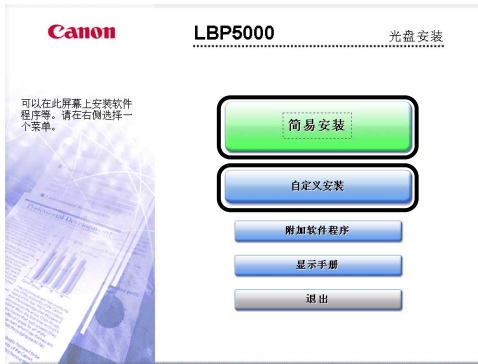 Canon
LBP5000
光盘安装
可以在此屏幕上安装软件
程序等。请在右侧选择一
个菜单。
简易安装
自定义安装
附加软件程序
显示手册
退出